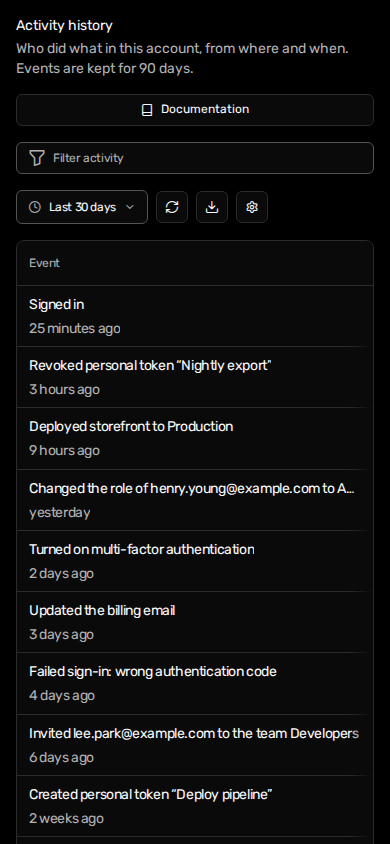 Activity history
Who did what in this account, from where and when.
Events are kept for 90 days.
Documentation
Filter activity
Last 30 days
Event
Signed in
25 minutes ago
Revoked personal token “Nightly export”
3 hours ago
Deployed storefront to Production
9 hours ago
Changed the role of henry.young@example.com to A…
yesterday
Turned on multi-factor authentication
2 days ago
Updated the billing email
3 days ago
Failed sign-in: wrong authentication code
4 days ago
Invited lee.park@example.com to the team Developers
6 days ago
Created personal token “Deploy pipeline”
2 weeks ago